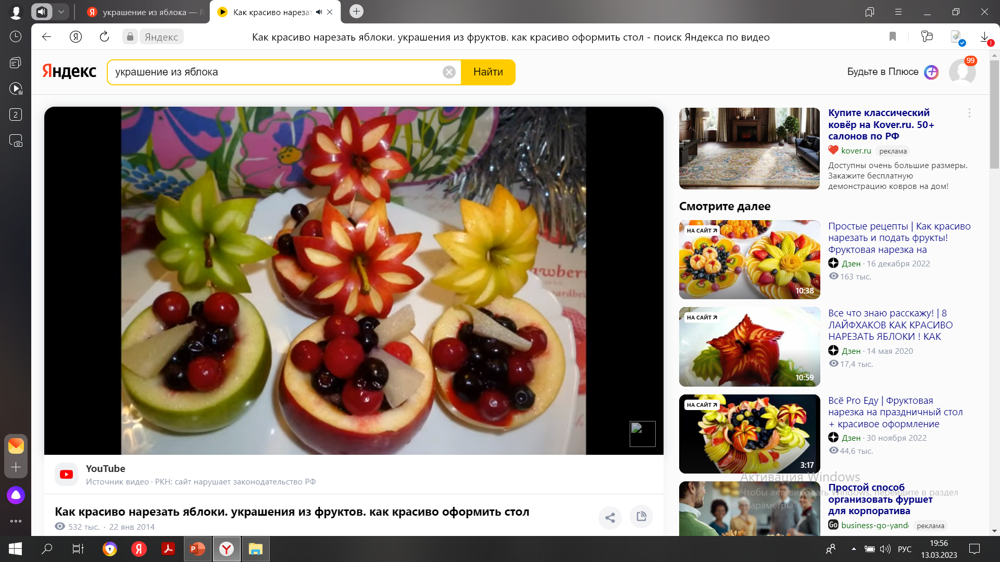 украшение из яблока — Я
Как красиво нарезат
Яндекс
Как красиво нарезать яблоки. украшения из фруктов. как красиво оформить стол - поиск Яндекса по видео
2
Яндекс
украшение из яблока
Найти
Будьте в Плюсе
99
Купите классический
ковёр на Kover.ru. 50+
салонов по РФ
kover.ru реклама
Доступны очень большие размеры.
Закажите бесплатную
демонстрацию ковров на дом!
Смотрите далее
НА САЙТ
10:38
Простые рецепты | Как красиво
нарезать и подать фрукты!
Фруктовая нарезка на
Дзен · 16 декабря 2022
163 тыс.
НА САЙТ
10:59
Все что знаю расскажу! | 8
ЛАЙФХАКОВ КАК КРАСИВО
НАРЕЗАТЬ ЯБЛОКИ ! КАК
Дзен · 14 мая 2020
17,4 тыс.
НА САЙТ
3:17
Всё Pro Еду | Фруктовая
нарезка на праздничный стол
+ красивое оформление
Дзен · 30 ноября 2022
44,6 тыс.
Простой способ
организовать фуршет
для корпоратива
Go business-go-yand реклама
Активация Windows
Чтобы активировать Windows, перейдите в раздел
"Параметры"
YouTube
Источник видео · РКН: сайт нарушает законодательство РФ
Как красиво нарезать яблоки. украшения из фруктов. как красиво оформить стол
532 тыс. · 22 янв 2014
РУС
19:56
13.03.2023